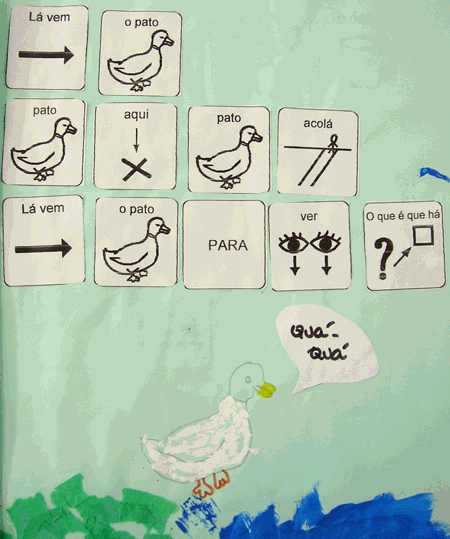 Lá vem o pato
pato aqui pato acolá
Lá vem o pato PARA ver O que é que há
QUÁ-
QUÁ